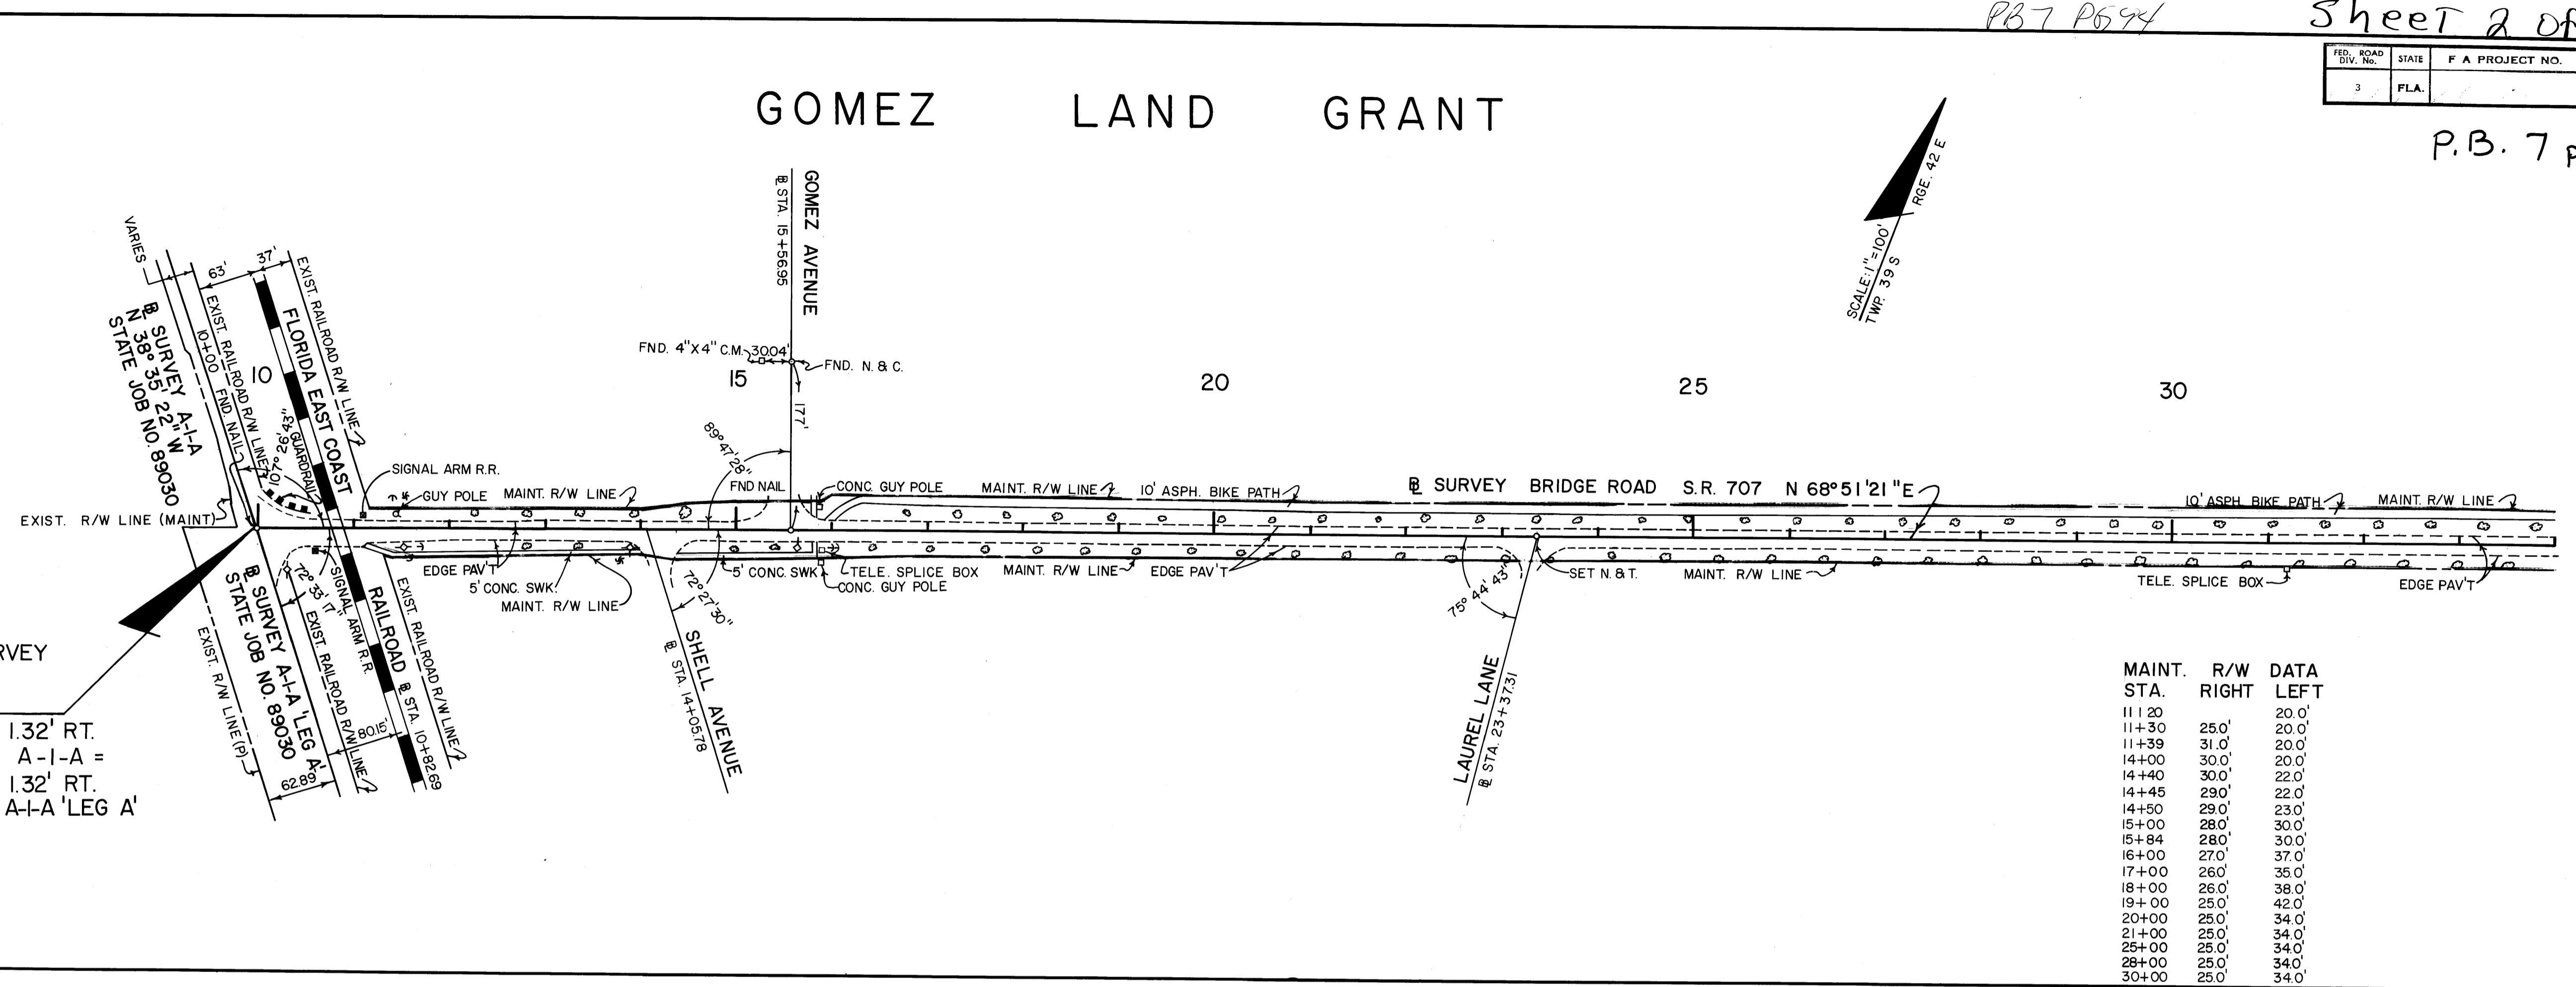 PB7 PG94
Sheet 2 Of
FED. ROAD DIV. No.
STATE
F A PROJECT NO.
3
FLA.
P.B. 7 P
GOMEZ LAND GRANT
RGE. 42 E
SCALE: 1"=100'
TWP. 39 S
VARIES
63'
37'
EXIST. RAILROAD R/W LINE
FLORIDA EAST COAST
EXIST. RAILROAD R/W LINE
10+00 FND. NAIL
B SURVEY A-1-A
N 38° 35' 22" W
STATE JOB NO. 89030
107° 26' 43"
GUARDRAIL
EXIST. R/W LINE (MAINT)
GOMEZ AVENUE
B STA. 15+56.95
FND. 4"X4" C.M.
30.04'
FND. N. & C.
177'
89° 47' 28"
10
15
20
25
30
SIGNAL ARM R.R.
GUY POLE
MAINT. R/W LINE
FND NAIL
CONC. GUY POLE
MAINT. R/W LINE
10' ASPH. BIKE PATH
B SURVEY BRIDGE ROAD S.R. 707 N 68° 51' 21" E
10' ASPH. BIKE PATH
MAINT. R/W LINE
EDGE PAV'T
5' CONC. SWK.
MAINT. R/W LINE
5' CONC. SWK
TELE. SPLICE BOX
CONC. GUY POLE
MAINT. R/W LINE
EDGE PAV'T
SET N. & T.
MAINT. R/W LINE
TELE. SPLICE BOX
EDGE PAV'T
72° 33' 17"
SIGNAL ARM R.R.
RAILROAD
B STA. 10+82.69
EXIST. RAILROAD R/W LINE
EXIST. RAILROAD R/W LINE
B SURVEY A-1-A 'LEG A'
STATE JOB NO. 89030
EXIST. R/W LINE (P)
80.15'
62.89'
72° 27' 30"
SHELL AVENUE
B STA. 14+05.78
75° 44' 43"
LAUREL LANE
B STA. 23+37.31
RVEY
1.32' RT.
A-1-A =
1.32' RT.
A-1-A 'LEG A'
MAINT. R/W DATA
STA. RIGHT LEFT
11+20 20.0'
11+30 25.0' 20.0'
11+39 31.0' 20.0'
14+00 30.0' 20.0'
14+40 30.0' 22.0'
14+45 29.0' 22.0'
14+50 29.0' 23.0'
15+00 28.0' 30.0'
15+84 28.0' 30.0'
16+00 27.0' 37.0'
17+00 26.0' 35.0'
18+00 26.0' 38.0'
19+00 25.0' 42.0'
20+00 25.0' 34.0'
21+00 25.0' 34.0'
25+00 25.0' 34.0'
28+00 25.0' 34.0'
30+00 25.0' 34.0'